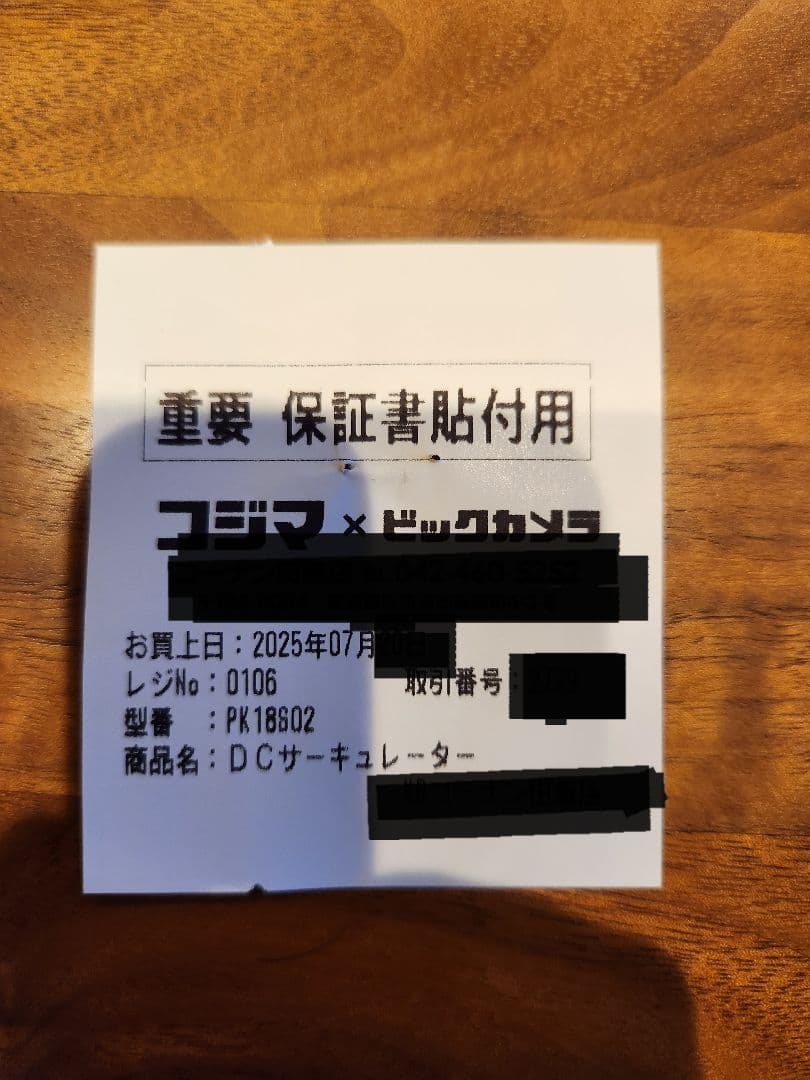 重要 保証書貼付用
コジマ×ビックカメラ
お買上日：2025年07月
レジNo：0106 取引番号：
型番　：PK18S02
商品名：DCサーキュレーター